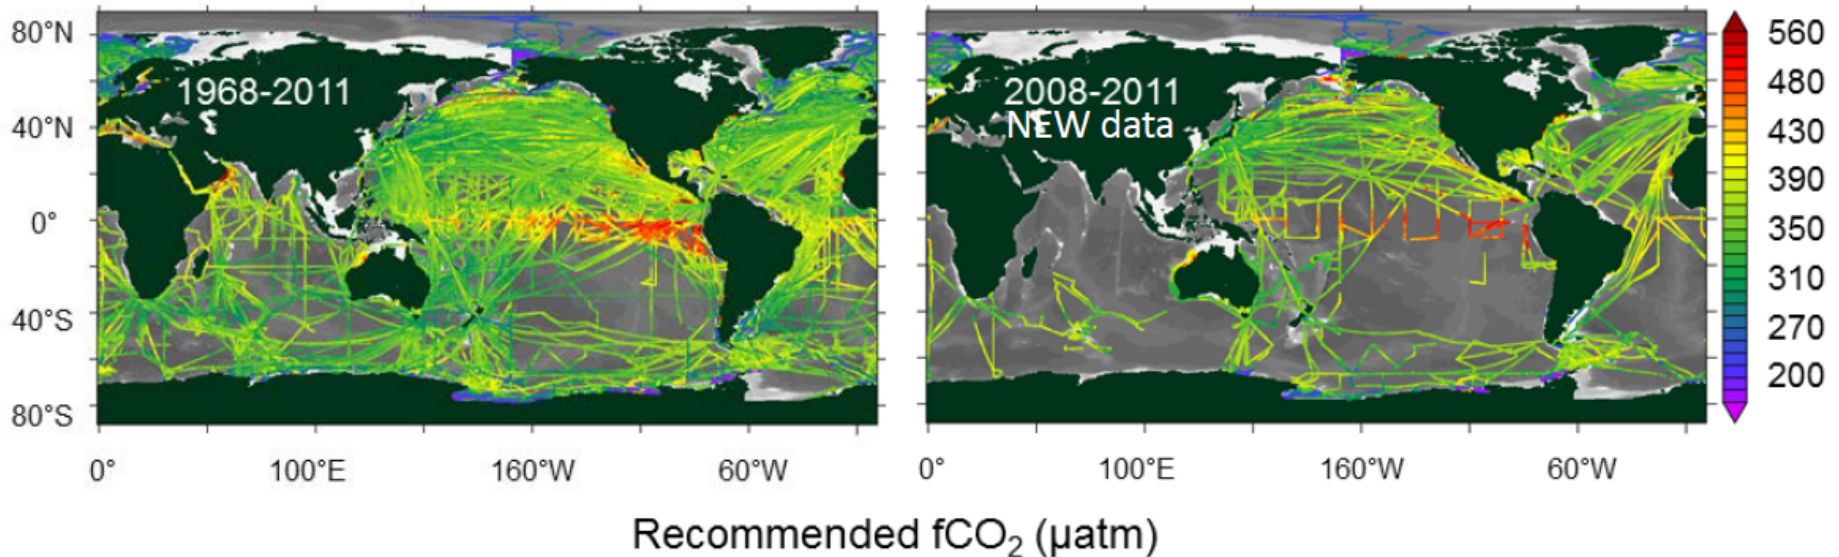 80°N
40°N
0°
40°S
80°S
1968-2011
0°
100°E
160°W
60°W
2008-2011
NEW data
0°
100°E
160°W
60°W
560
480
430
390
350
310
270
200
Recommended fCO₂ (µatm)